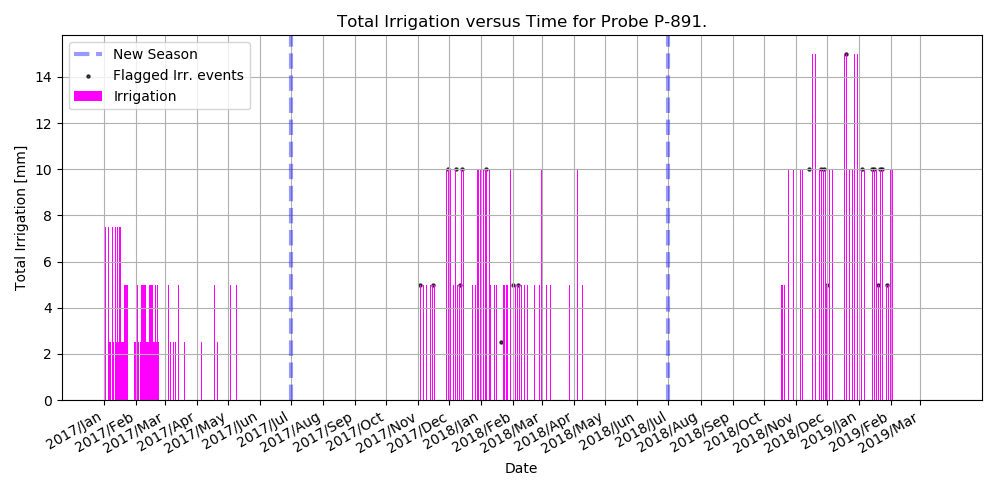 Total Irrigation versus Time for Probe P-891.
New Season
Flagged Irr. events
Irrigation
Total Irrigation [mm]
14
12
10
8
6
4
2
0
2017/Jan
2017/Feb
2017/Mar
2017/Apr
2017/May
2017/Jun
2017/Jul
2017/Aug
2017/Sep
2017/Oct
2017/Nov
2017/Dec
2018/Jan
2018/Feb
2018/Mar
2018/Apr
2018/May
2018/Jun
2018/Jul
2018/Aug
2018/Sep
2018/Oct
2018/Nov
2018/Dec
2019/Jan
2019/Feb
2019/Mar
Date